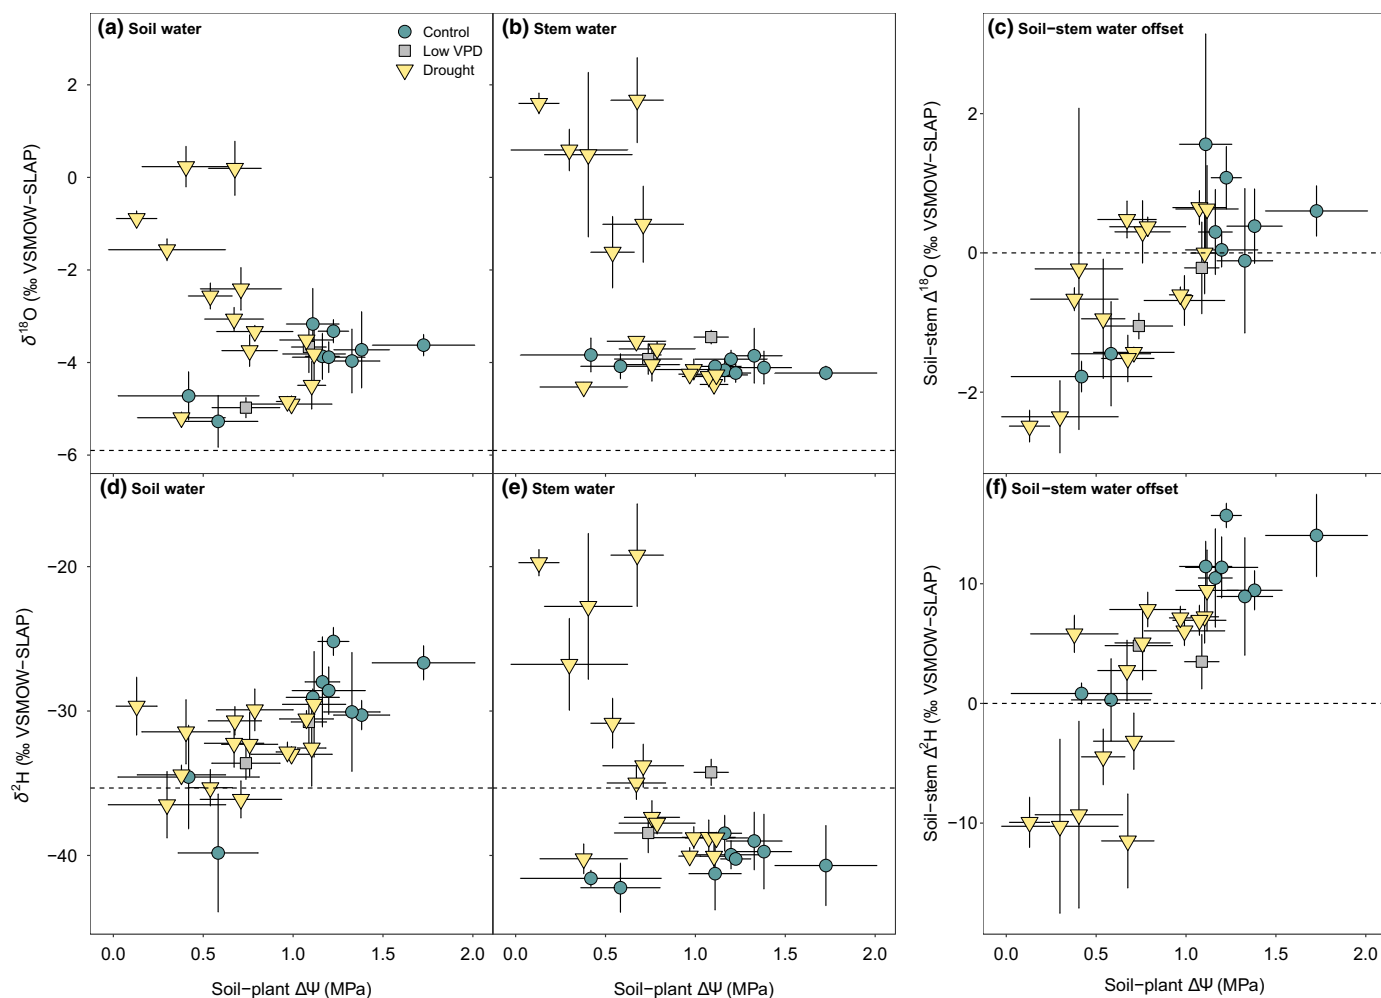 (a) Soil water
Control
Low VPD
Drought
(b) Stem water
(c) Soil−stem water offset
2
0
−2
−4
−6
δ18O (‰ VSMOW−SLAP)
2
0
−2
Soil−stem Δ18O (‰ VSMOW−SLAP)
(d) Soil water
(e) Stem water
(f) Soil−stem water offset
−20
−30
−40
δ2H (‰ VSMOW−SLAP)
10
0
−10
Soil−stem Δ2H (‰ VSMOW−SLAP)
0.0 0.5 1.0 1.5 2.0
0.0 0.5 1.0 1.5 2.0
0.0 0.5 1.0 1.5 2.0
Soil−plant ΔΨ (MPa)
Soil−plant ΔΨ (MPa)
Soil−plant ΔΨ (MPa)